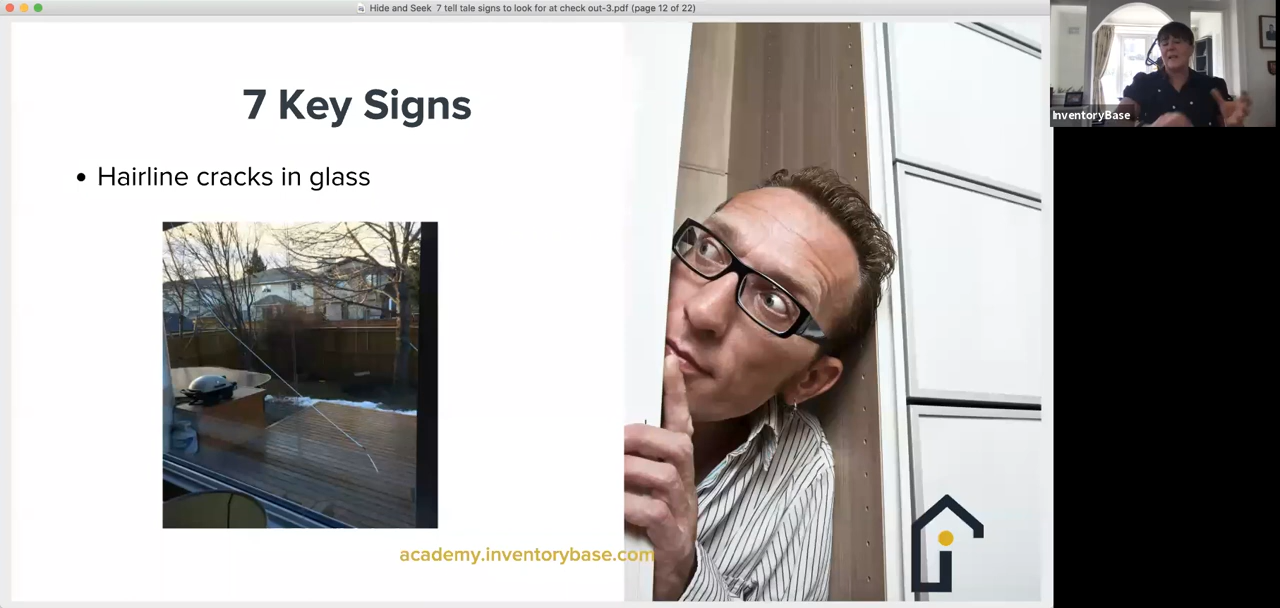 Hide and Seek  7 tell tale signs to look for at check out-3.pdf (page 12 of 22)
InventoryBase
7 Key Signs
• Hairline cracks in glass
academy.inventorybase.com